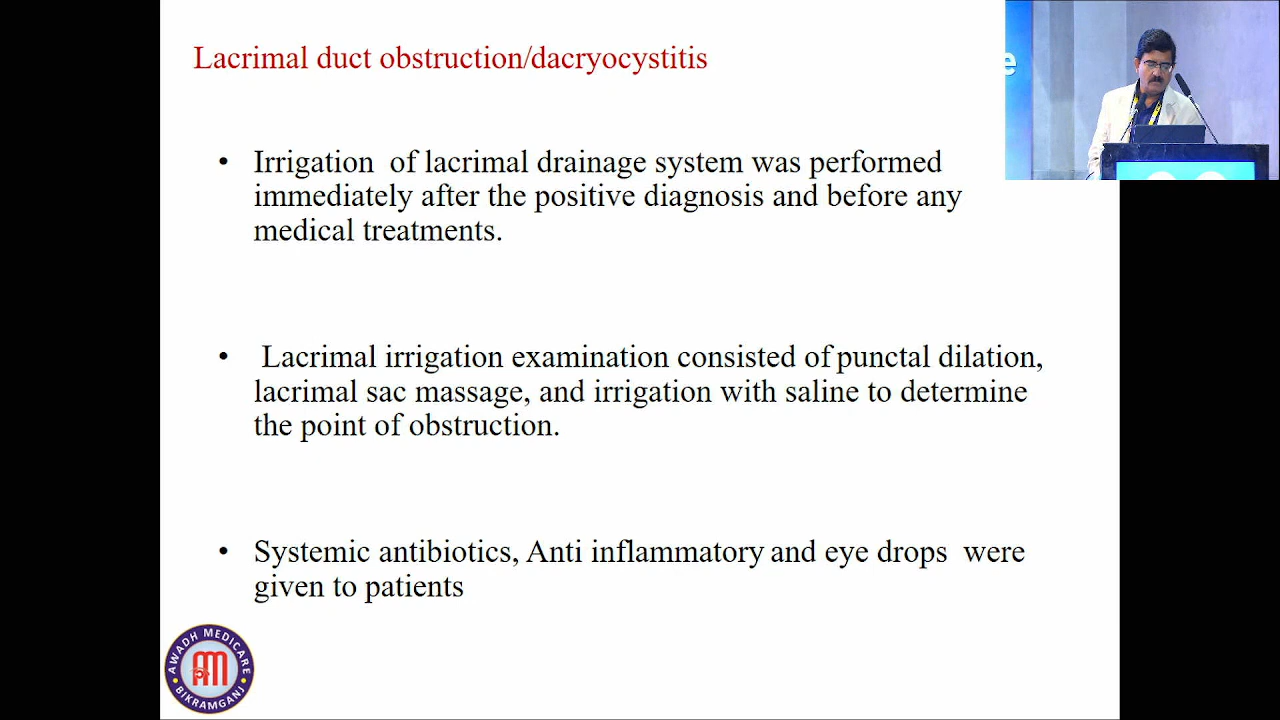 Lacrimal duct obstruction/dacryocystitis
• Irrigation of lacrimal drainage system was performed
immediately after the positive diagnosis and before any
medical treatments.
• Lacrimal irrigation examination consisted of punctal dilation,
lacrimal sac massage, and irrigation with saline to determine
the point of obstruction.
• Systemic antibiotics, Anti inflammatory and eye drops were
given to patients
AWADH MEDICARE
AM
BIKRAMGANJ
e